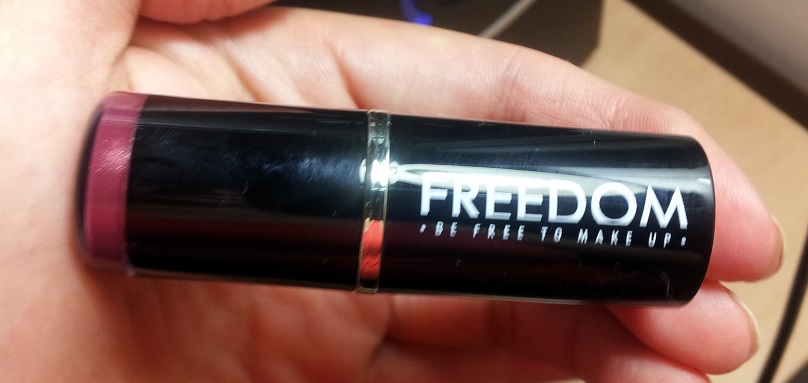 FREEDOM
• BE FREE TO MAKE UP •